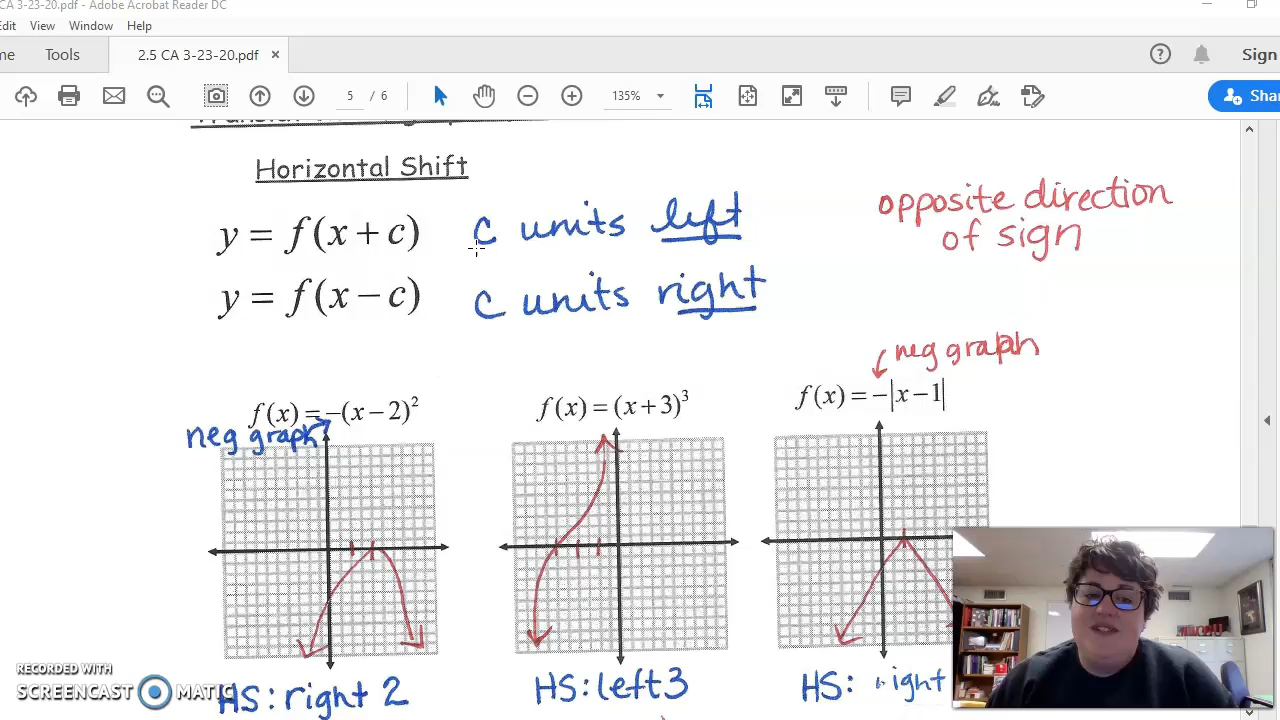 CA 3-23-20.pdf - Adobe Acrobat Reader DC
Edit View Window Help
Tools 2.5 CA 3-23-20.pdf × ? Sign
5 / 6 135%
Horizontal Shift
y = f(x + c) c units left
y = f(x − c) c units right
opposite direction
of sign
neg graph
f(x) = −(x − 2)²
neg graph
f(x) = (x + 3)³
f(x) = −|x − 1|
HS: right 2
HS: left 3
HS: right
RECORDED WITH
SCREENCAST MATIC